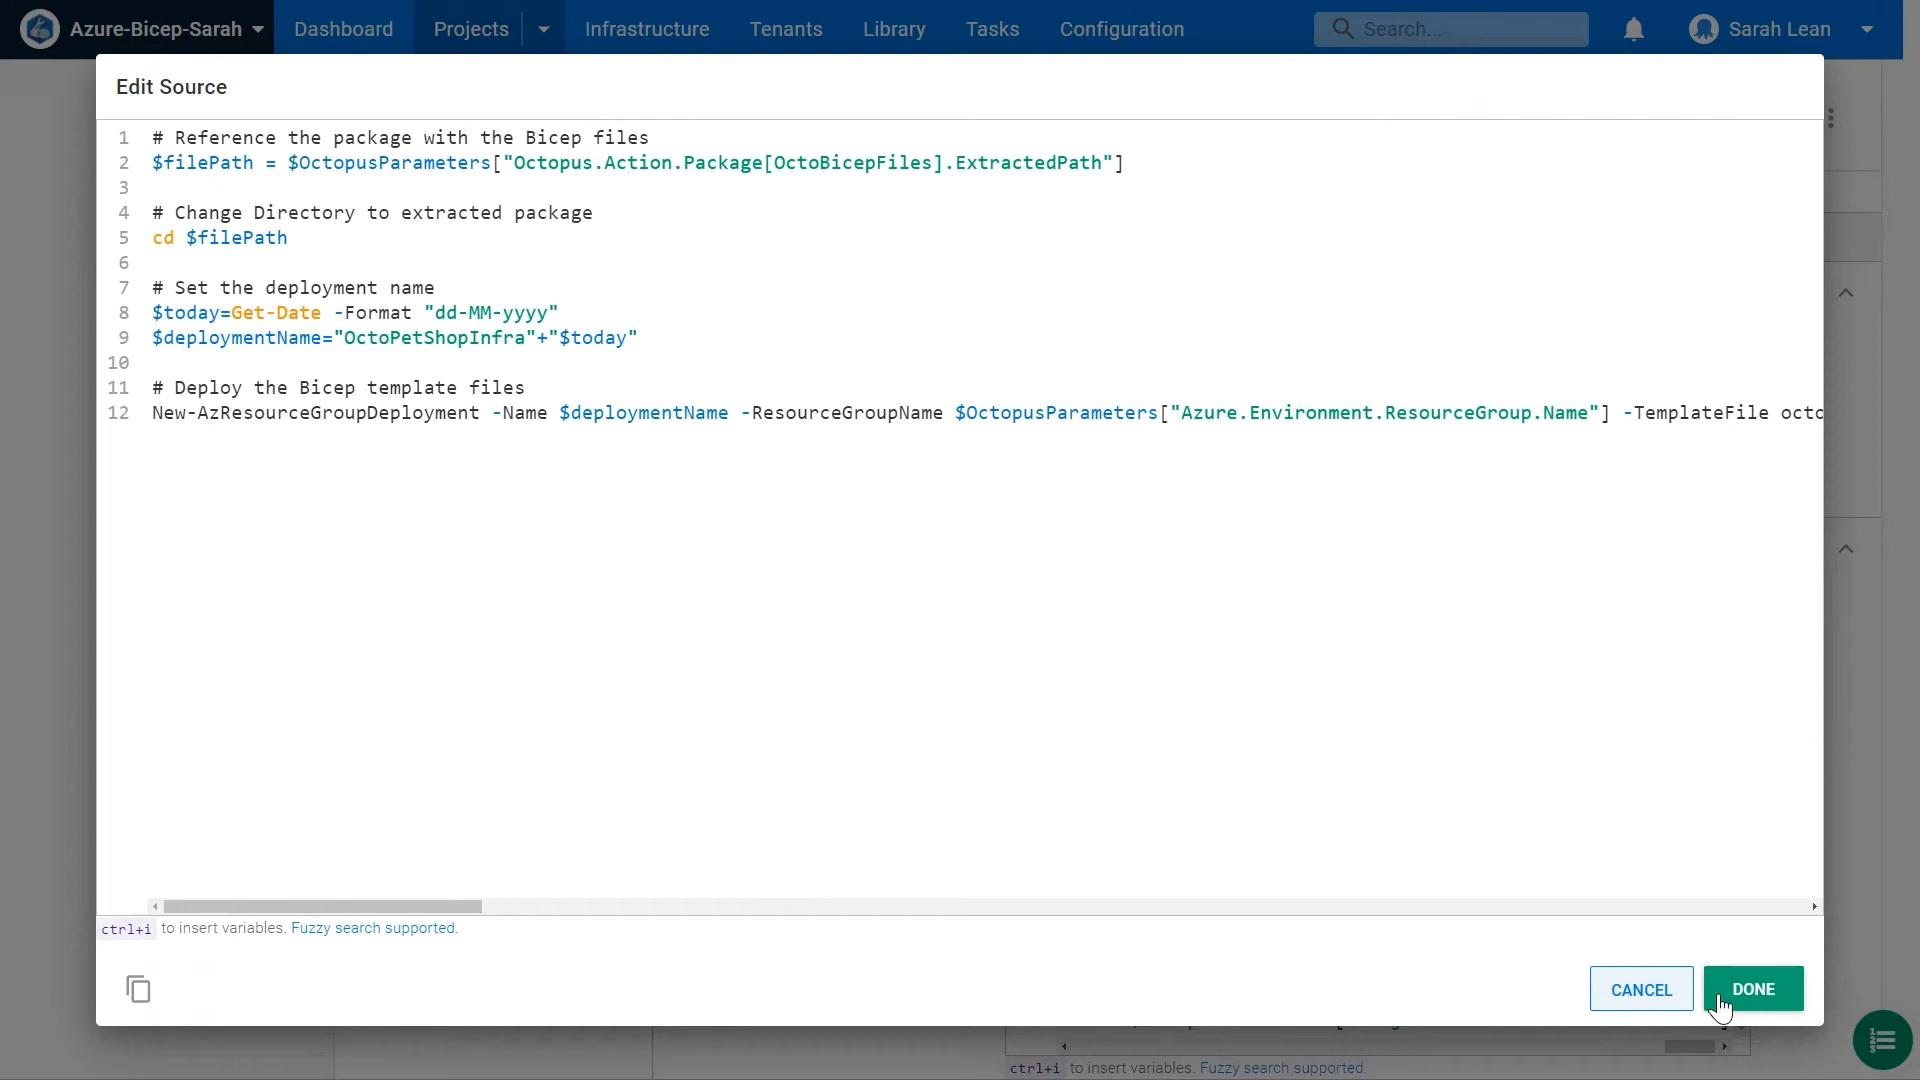 Azure-Bicep-Sarah Dashboard Projects Infrastructure Tenants Library Tasks Configuration Search... Sarah Lean
Edit Source
1 # Reference the package with the Bicep files
2 $filePath = $OctopusParameters["Octopus.Action.Package[OctoBicepFiles].ExtractedPath"]
3
4 # Change Directory to extracted package
5 cd $filePath
6
7 # Set the deployment name
8 $today=Get-Date -Format "dd-MM-yyyy"
9 $deploymentName="OctoPetShopInfra"+"$today"
10
11 # Deploy the Bicep template files
12 New-AzResourceGroupDeployment -Name $deploymentName -ResourceGroupName $OctopusParameters["Azure.Environment.ResourceGroup.Name"] -TemplateFile octo
ctrl+i to insert variables. Fuzzy search supported.
CANCEL DONE
ctrl+i to insert variables. Fuzzy search supported.